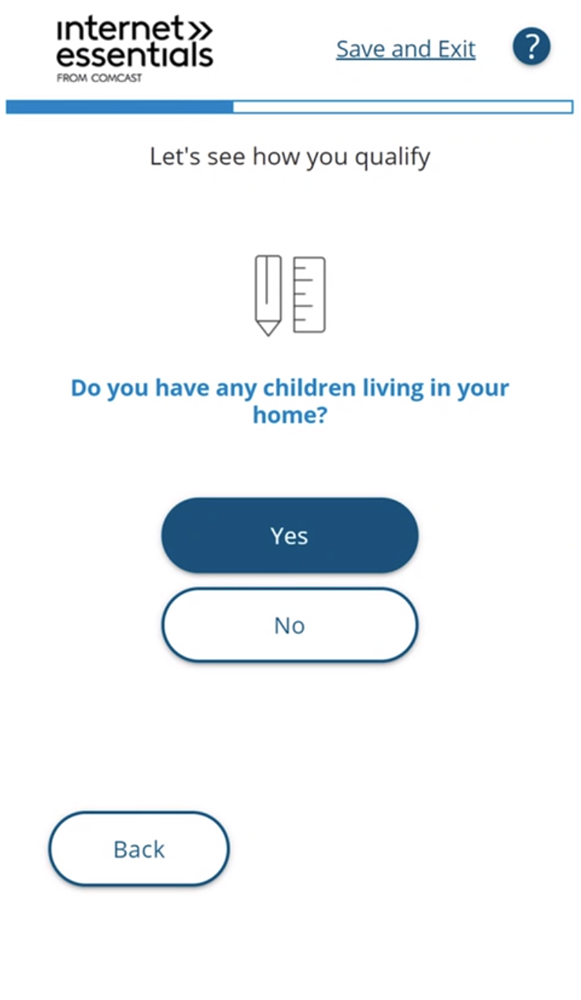 internet>>
essentials
FROM COMCAST
Save and Exit
?
Let's see how you qualify
Do you have any children living in your
home?
Yes
No
Back